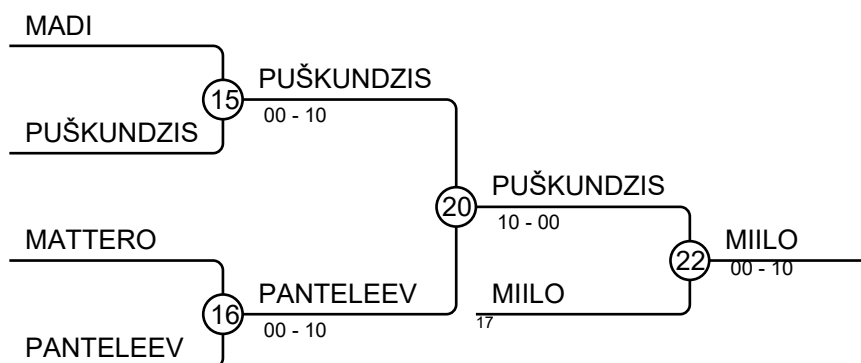 MADI
PUŠKUNDZIS
15
00 - 10
PUŠKUNDZIS
PUŠKUNDZIS
20
10 - 00
MATTERO
MIILO
22
00 - 10
PANTELEEV
MIILO
16
00 - 10
17
PANTELEEV